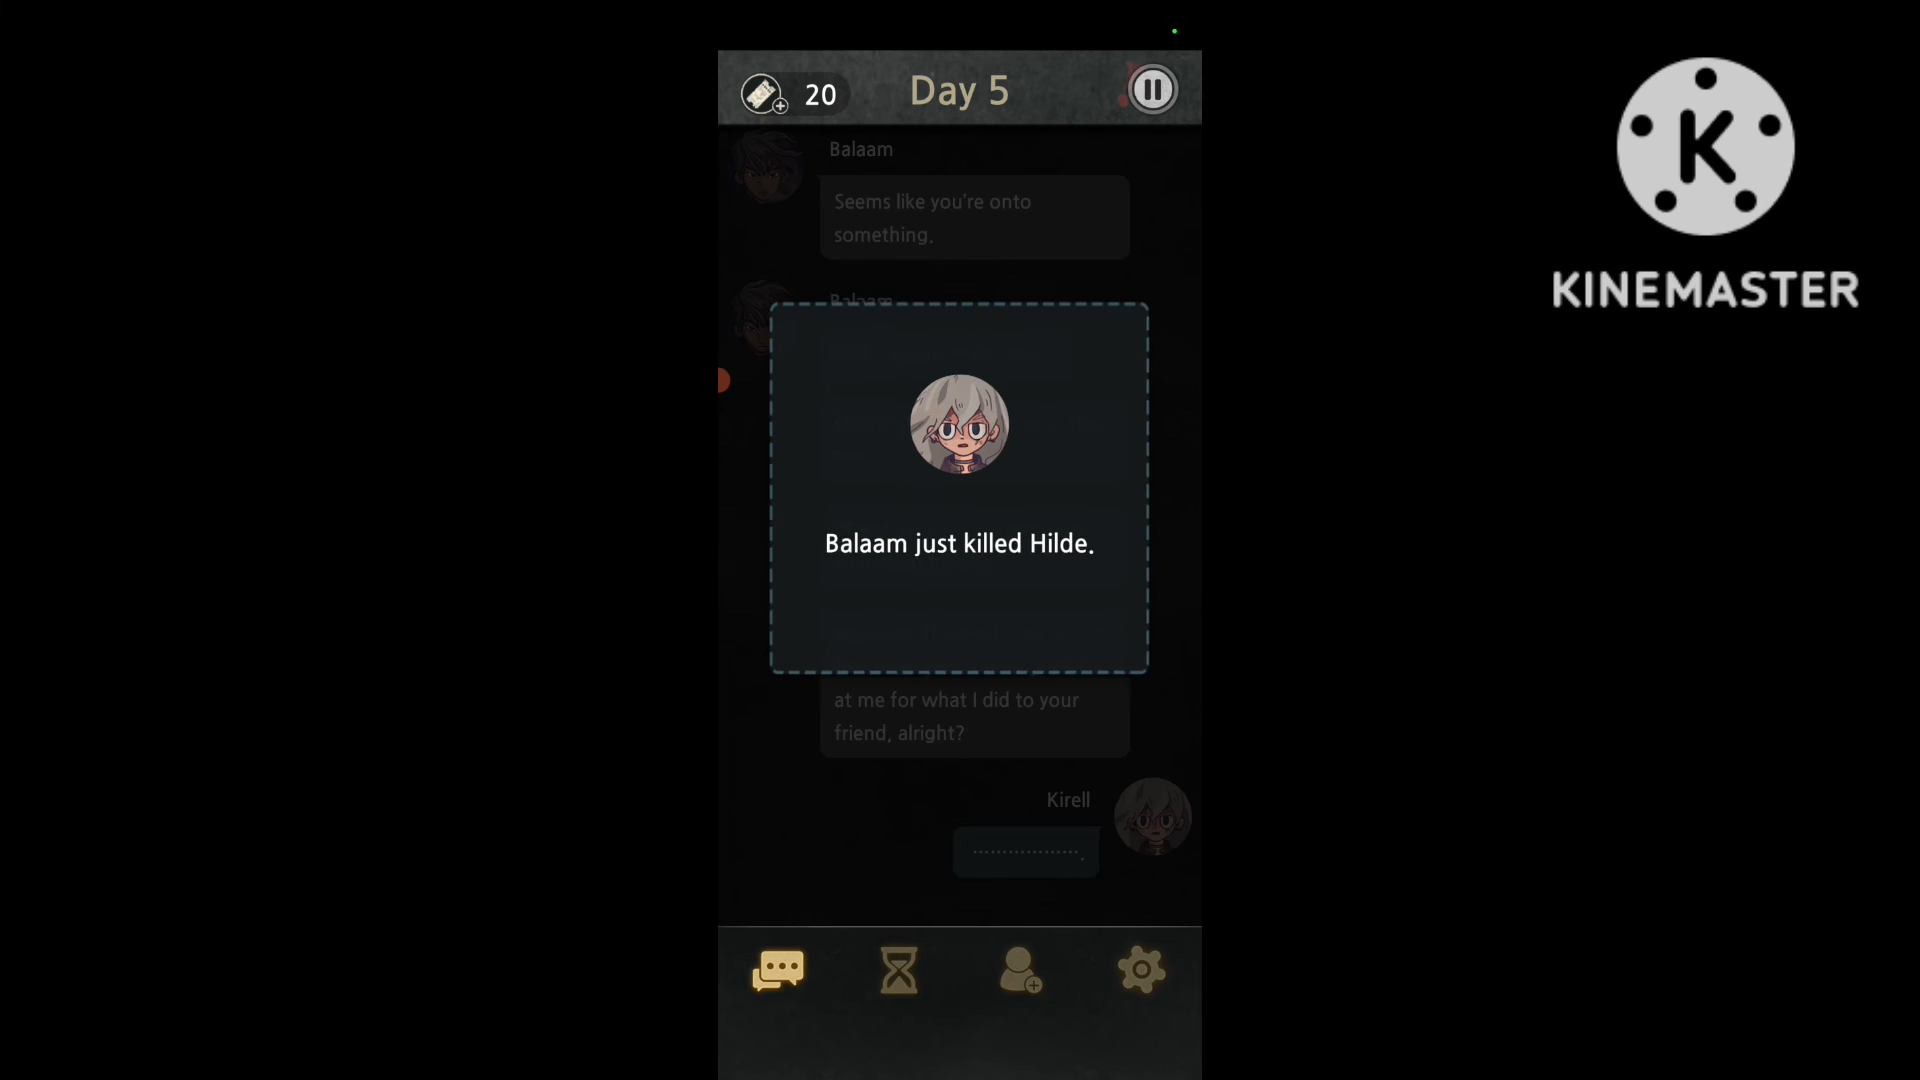 20
Day 5
K
KINEMASTER
Balaam
Seems like you're onto
something.
Balaam
Balaam just killed Hilde.
at me for what I did to your
friend, alright?
Kirell
...................